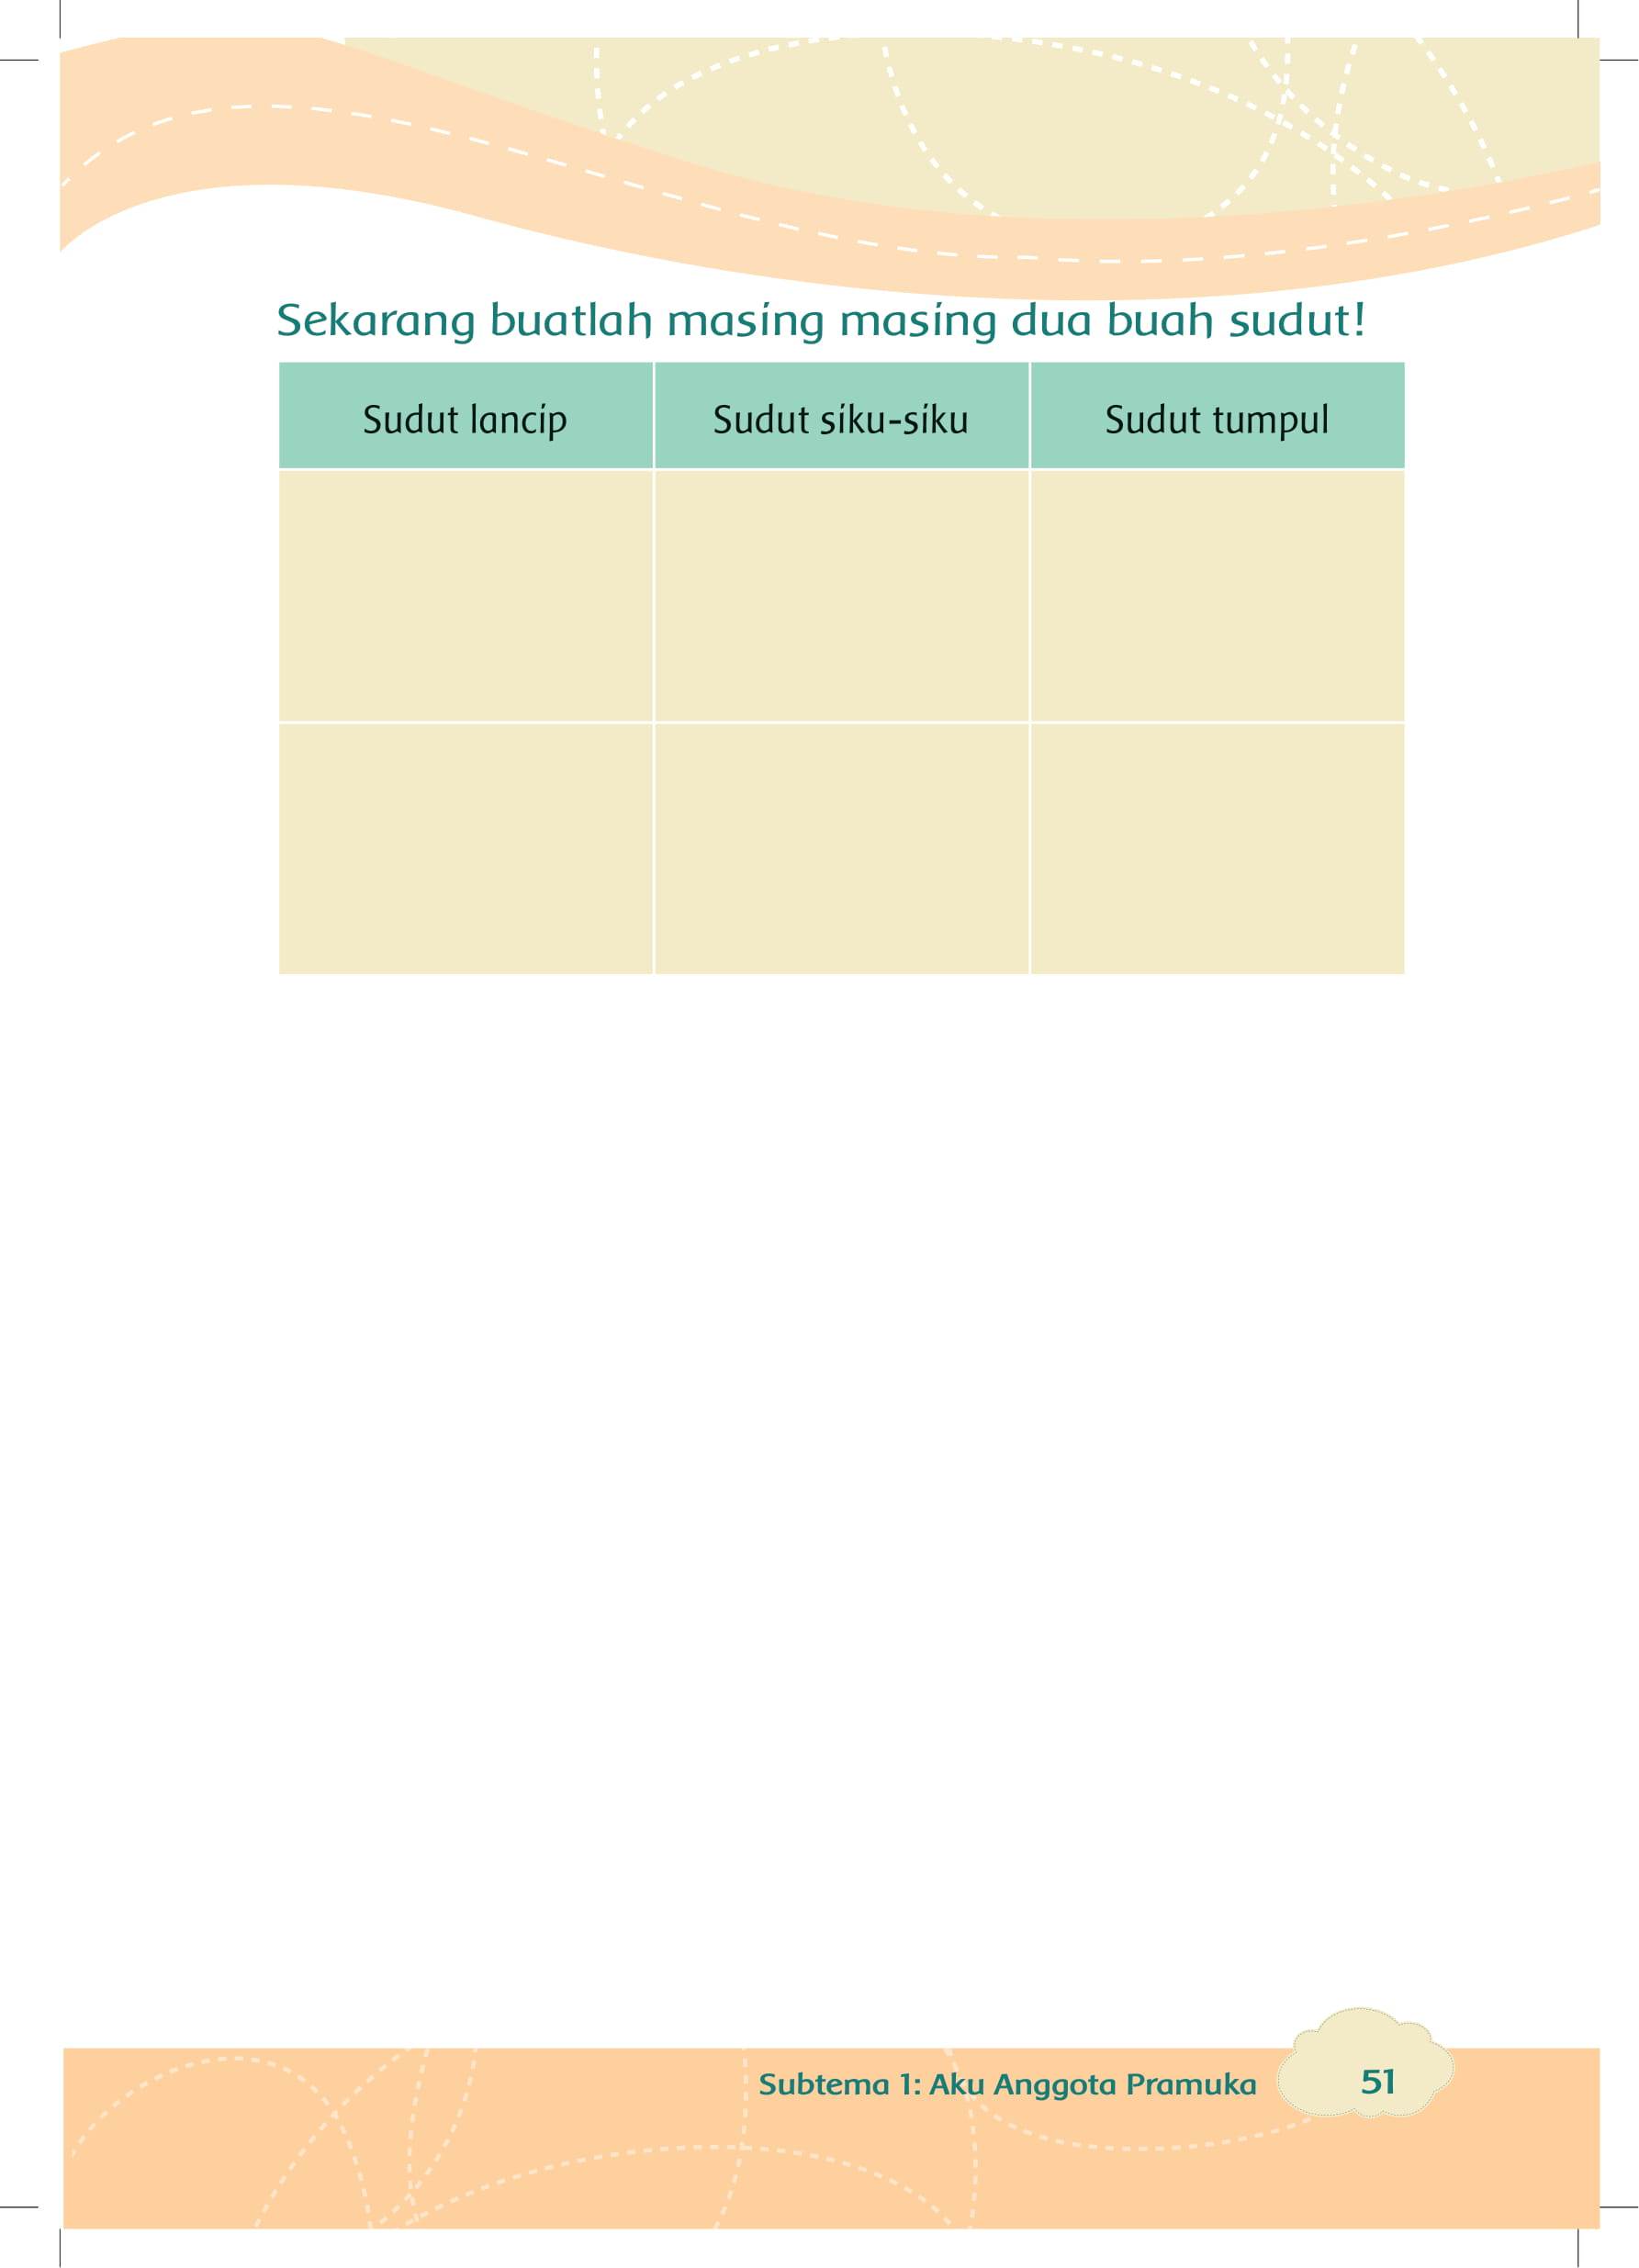 Sekarang buatlah masing masing dua buah sudut!
Sudut lancip
Sudut siku-siku
Sudut tumpul
Subtema 1: Aku Anggota Pramuka
51